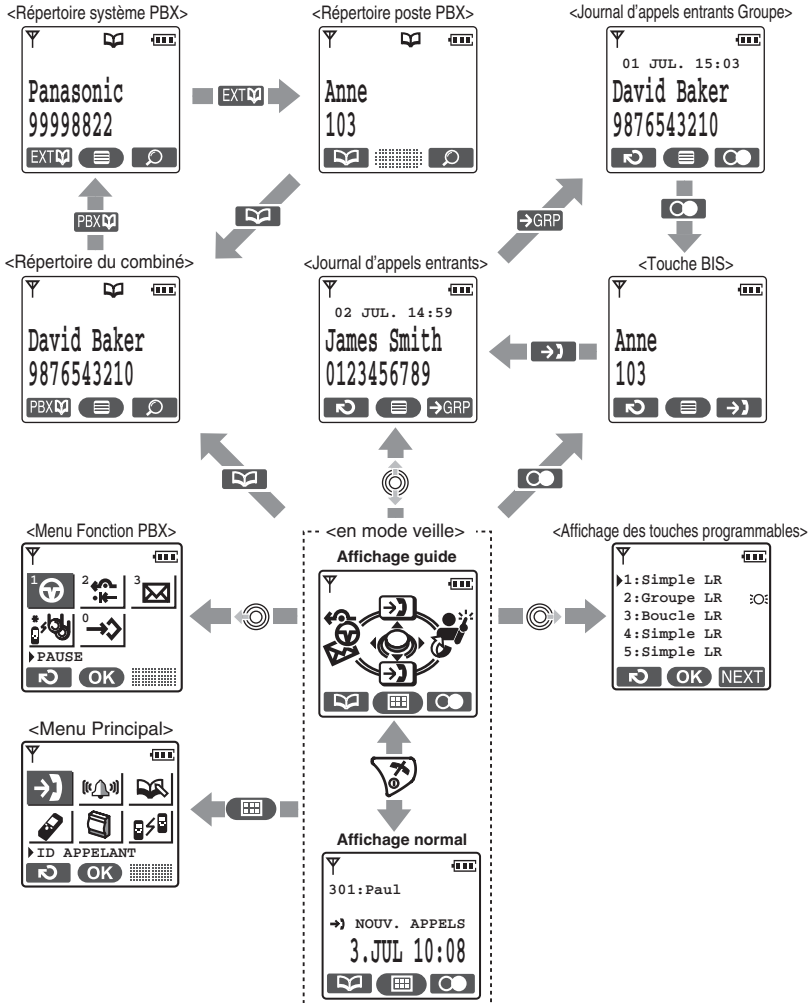 <Répertoire système PBX>
Panasonic
99998822
EXT
EXT
<Répertoire poste PBX>
Anne
103
<Journal d'appels entrants Groupe>
01 JUL. 15:03
David Baker
9876543210
PBX
→GRP
<Répertoire du combiné>
David Baker
9876543210
PBX
<Journal d'appels entrants>
02 JUL. 14:59
James Smith
0123456789
→GRP
<Touche BIS>
Anne
103
<Menu Fonction PBX>
1 2 3
* 0
PAUSE
OK
<en mode veille>
Affichage guide
<Affichage des touches programmables>
1:Simple LR
2:Groupe LR
3:Boucle LR
4:Simple LR
5:Simple LR
OK NEXT
<Menu Principal>
ID APPELANT
OK
Affichage normal
301:Paul
NOUV. APPELS
3.JUL 10:08